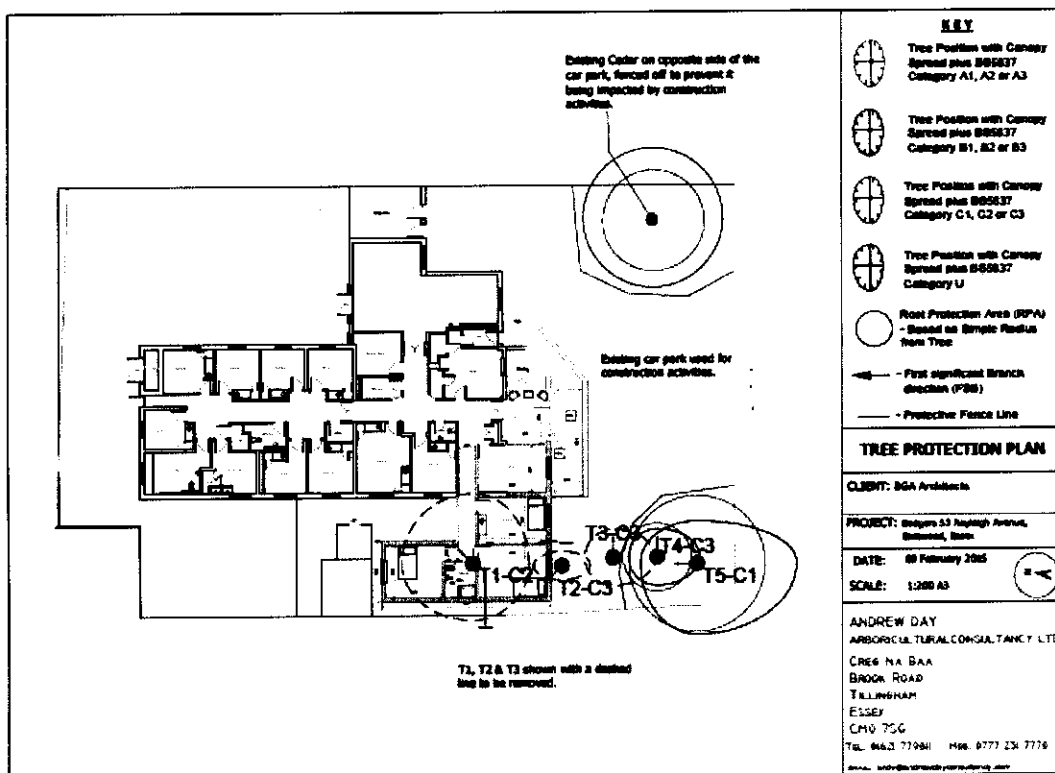 Existing Cedar on opposite side of the
car park, fenced off to prevent it
being impacted by construction
activities.
Existing car park used for
construction activities.
T1-C2
T2-C3
T4-C3
T5-C1
T1, T2 & T3 shown with a dashed
line to be removed.
KEY
Tree Position with Canopy
Spread plus BS5837
Category A1, A2 or A3
Tree Position with Canopy
Spread plus BS5837
Category B1, B2 or B3
Tree Position with Canopy
Spread plus BS5837
Category C1, C2 or C3
Tree Position with Canopy
Spread plus BS5837
Category U
Root Protection Area (RPA)
- Based on Simple Radius
from Tree
- First significant Branch
direction (FSB)
- Protective Fence Line
TREE PROTECTION PLAN
CLIENT: BGA Architects
PROJECT: 53 Rayleigh Avenue,
DATE: February
SCALE: 1:200 A3
ANDREW DAY
ARBORICULTURAL CONSULTANCY LTD
CREG NA BAA
BROOK ROAD
TILLINGHAM
ESSEX
CM0 7SG
TEL. MOB. 0777